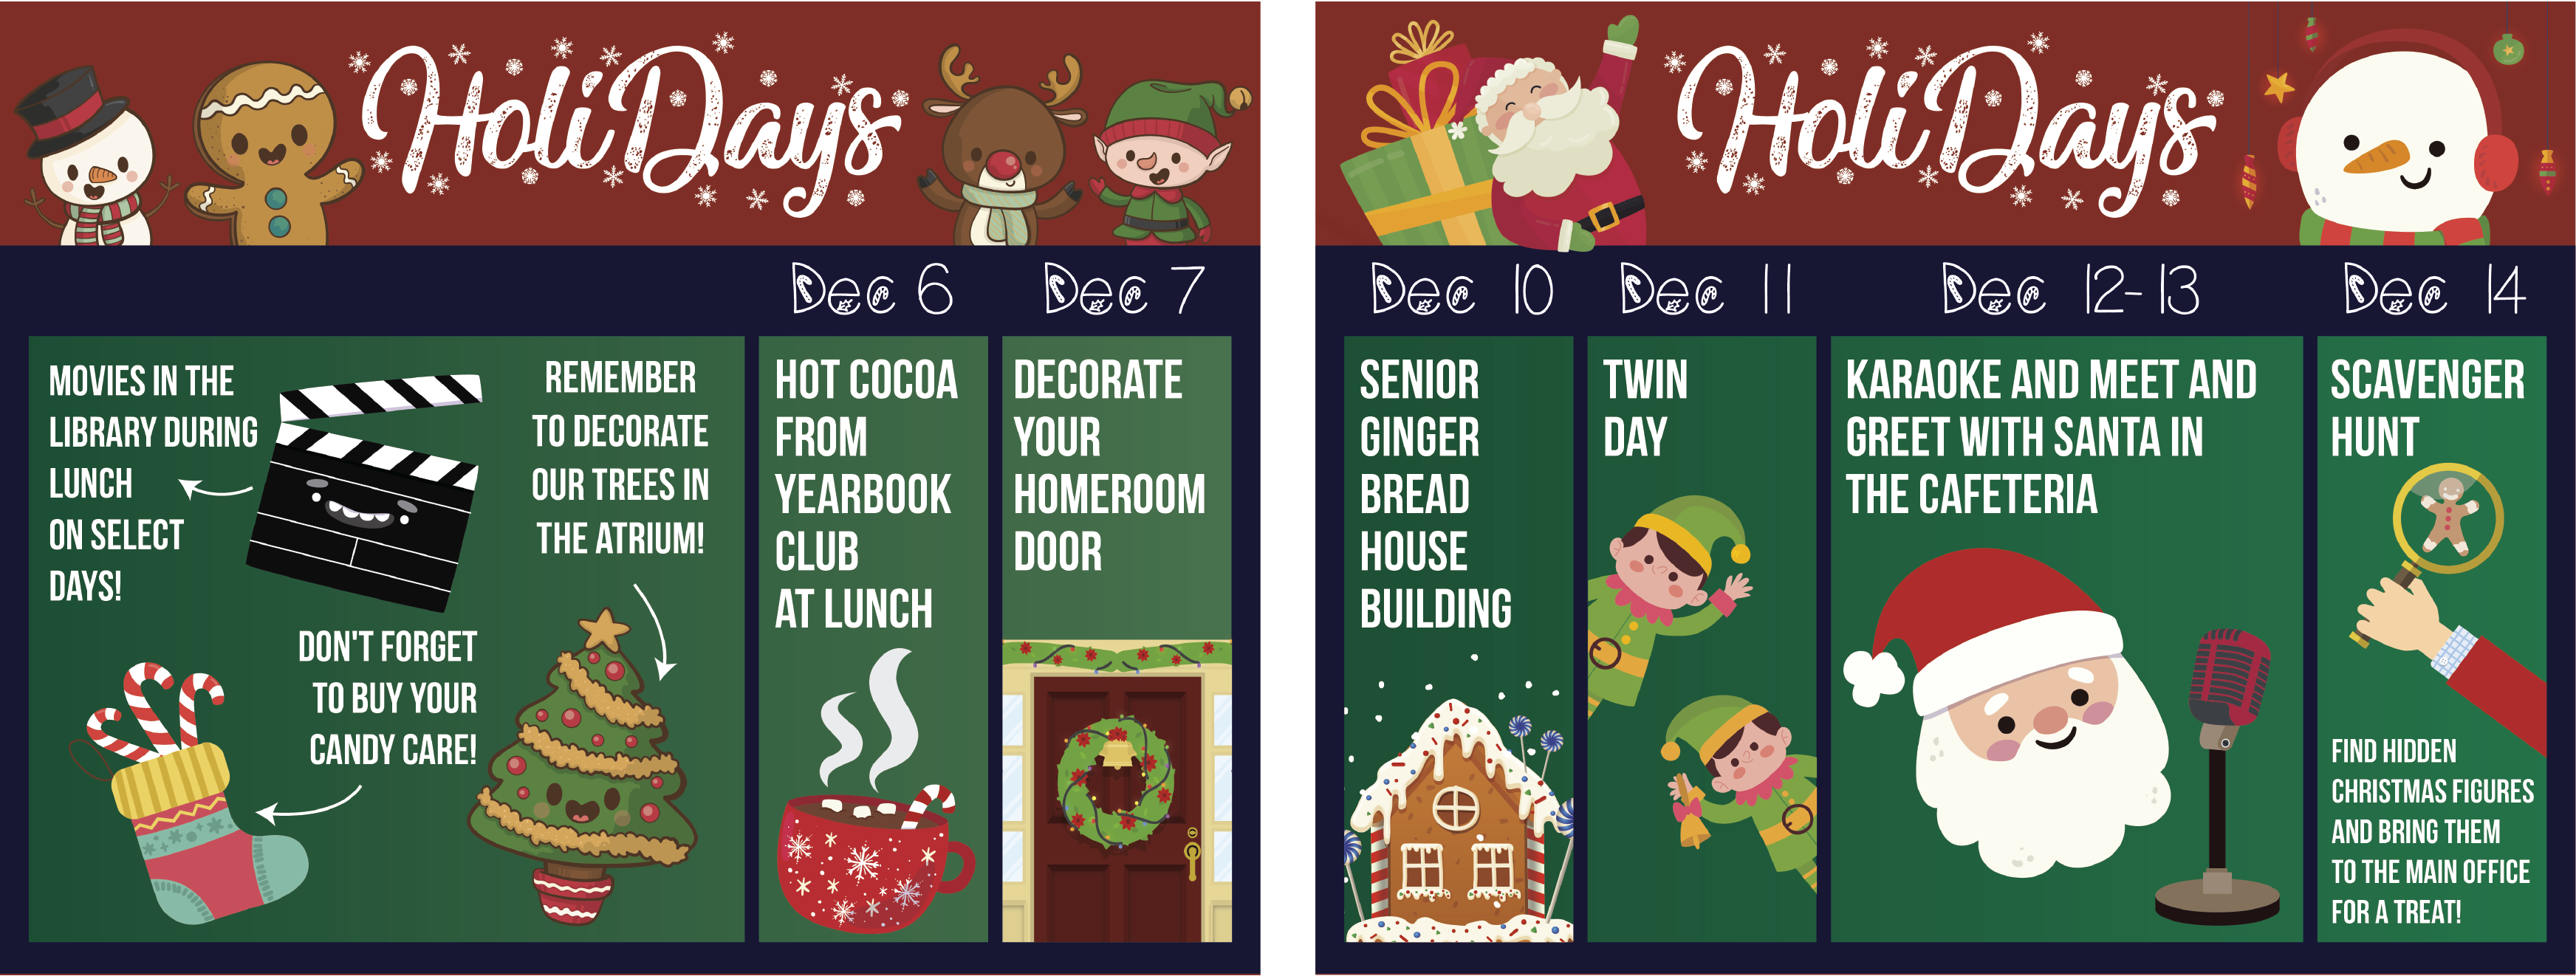 HoliDays
Dec 6
Dec 7
MOVIES IN THE
LIBRARY DURING
LUNCH
ON SELECT
DAYS!
REMEMBER
TO DECORATE
OUR TREES IN
THE ATRIUM!
DON'T FORGET
TO BUY YOUR
CANDY CARE!
HOT COCOA
FROM
YEARBOOK
CLUB
AT LUNCH
DECORATE
YOUR
HOMEROOM
DOOR
HoliDays
Dec 10
Dec 11
Dec 12-13
Dec 14
SENIOR
GINGER
BREAD
HOUSE
BUILDING
TWIN
DAY
KARAOKE AND MEET AND
GREET WITH SANTA IN
THE CAFETERIA
SCAVENGER
HUNT
FIND HIDDEN
CHRISTMAS FIGURES
AND BRING THEM
TO THE MAIN OFFICE
FOR A TREAT!